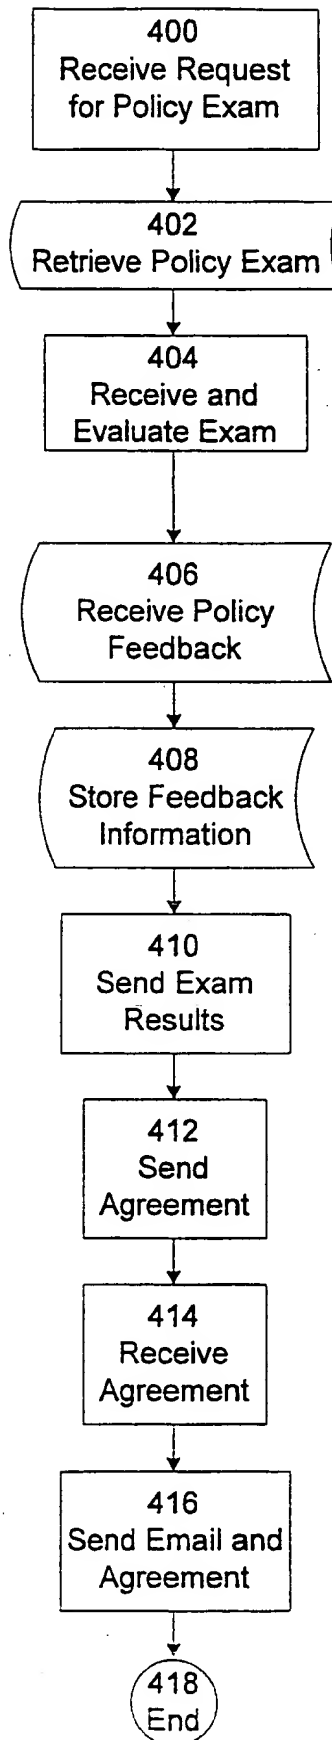 400
Receive Request
for Policy Exam
402
Retrieve Policy Exam
404
Receive and
Evaluate Exam
406
Receive Policy
Feedback
408
Store Feedback
Information
410
Send Exam
Results
412
Send
Agreement
414
Receive
Agreement
416
Send Email and
Agreement
418
End